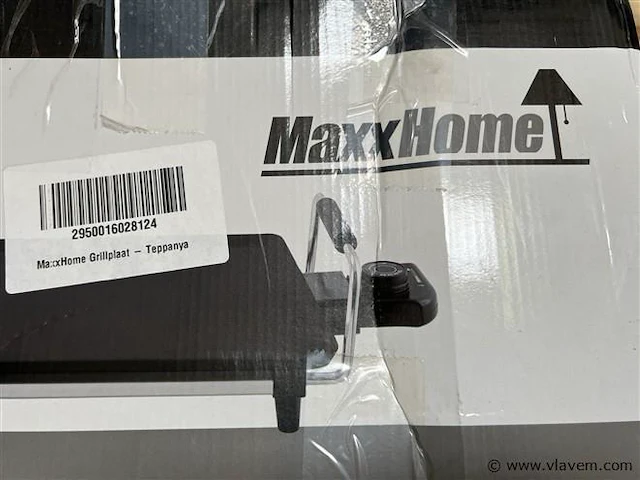 MaxxHome
2950016028124
MaxxHome Grillplaat – Teppanya
© www.vlavem.com